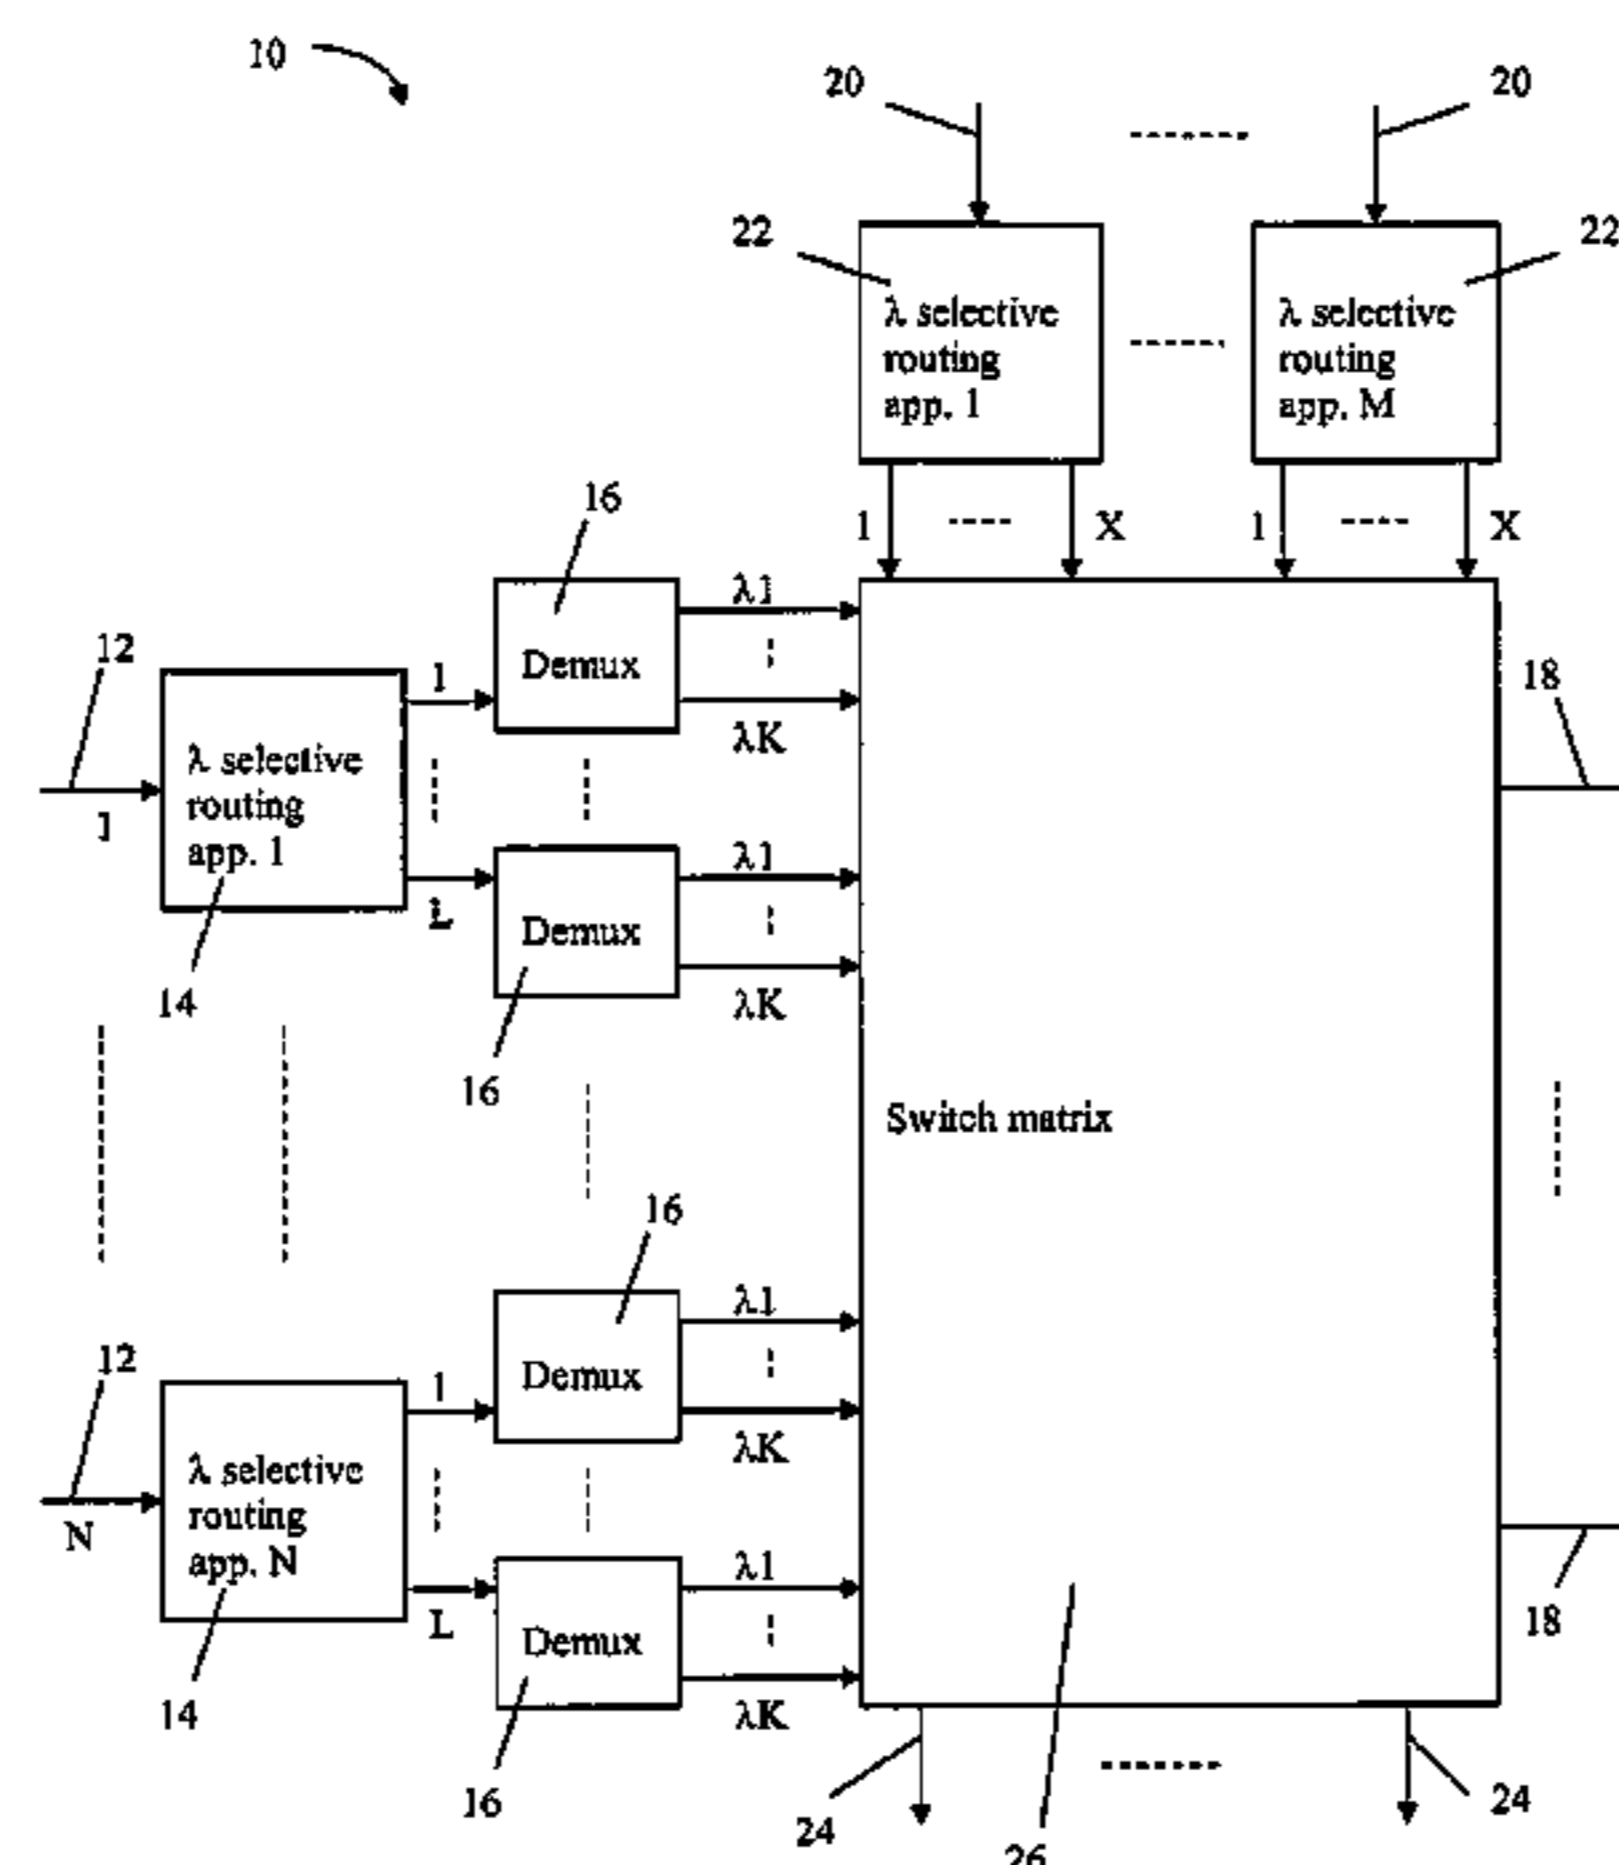 10
20
20
22
22
λ selective
routing
app. 1
λ selective
routing
app. M
1
X
1
X
16
λ1
Demux
λK
12
1
λ selective
routing
app. 1
1
L
14
λ1
Demux
λK
16
18
Switch matrix
16
λ1
Demux
λK
12
N
λ selective
routing
app. N
1
L
14
λ1
Demux
λK
16
18
24
24
26